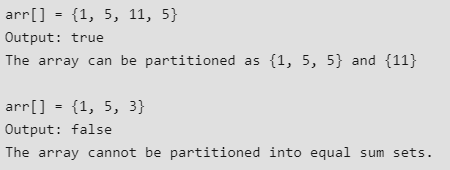 arr[] = {1, 5, 11, 5}
Output: true
The array can be partitioned as {1, 5, 5} and {11}
arr[] = {1, 5, 3}
Output: false
The array cannot be partitioned into equal sum sets.